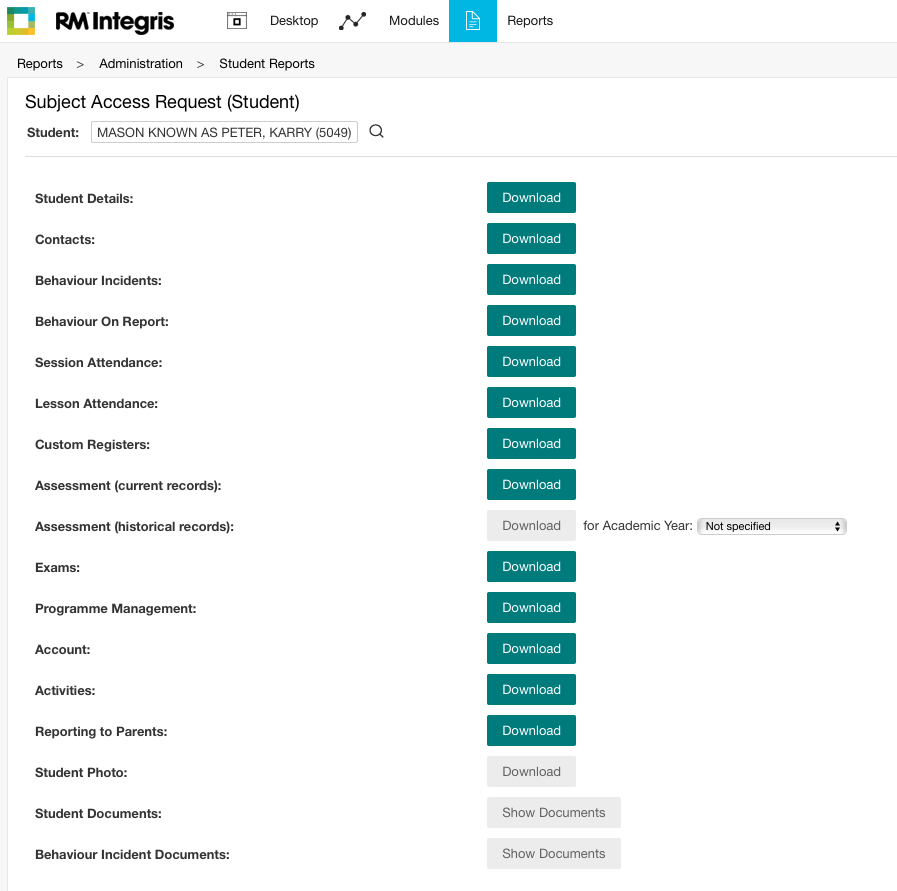 RM Integris Desktop Modules Reports
Reports > Administration > Student Reports
Subject Access Request (Student)
Student: MASON KNOWN AS PETER, KARRY (5049)
Student Details: Download
Contacts: Download
Behaviour Incidents: Download
Behaviour On Report: Download
Session Attendance: Download
Lesson Attendance: Download
Custom Registers: Download
Assessment (current records): Download
Assessment (historical records): Download for Academic Year: Not specified
Exams: Download
Programme Management: Download
Account: Download
Activities: Download
Reporting to Parents: Download
Student Photo: Download
Student Documents: Show Documents
Behaviour Incident Documents: Show Documents